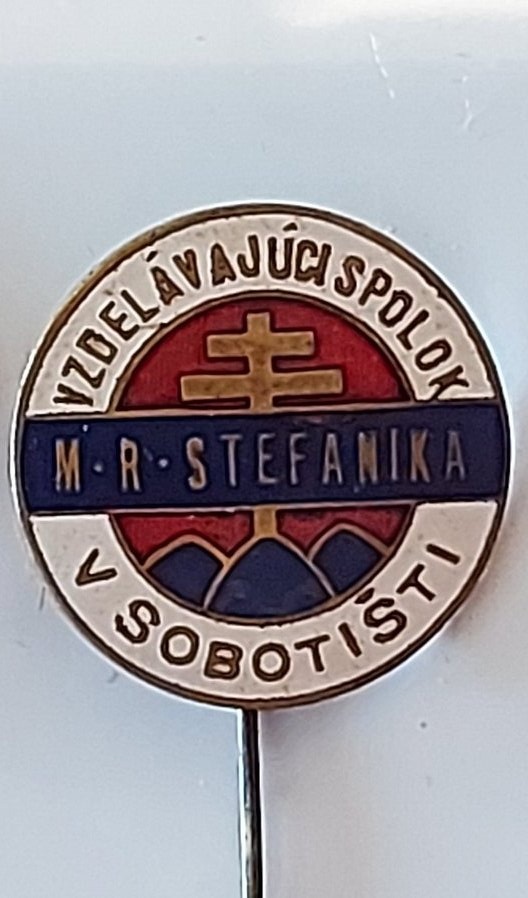 VZDELÁVAJÚCI SPOLOK
M·R·STEFANIKA
V SOBOTIŠTI